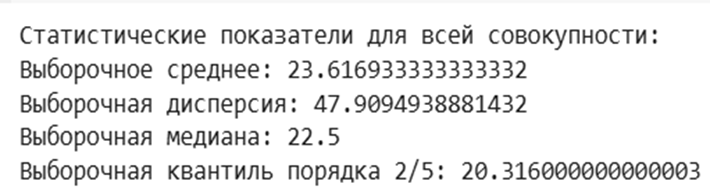 Статистические показатели для всей совокупности:
Выборочное среднее: 23.616933333333332
Выборочная дисперсия: 47.9094938881432
Выборочная медиана: 22.5
Выборочная квантиль порядка 2/5: 20.316000000000003